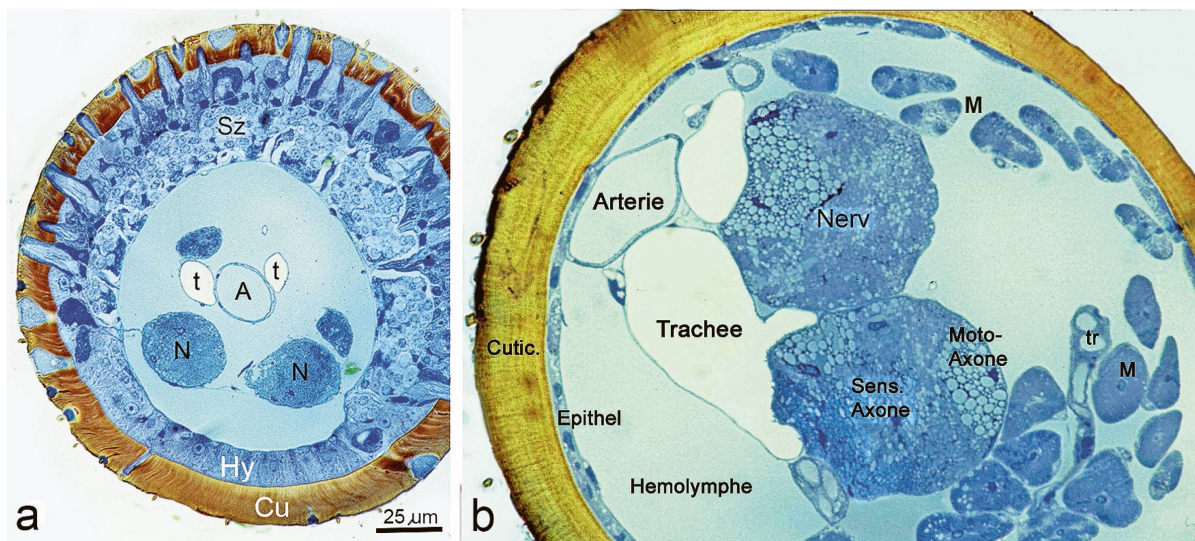 Sz
t
t
A
N
N
Hy
Cu
a
25 µm
M
Arterie
Nerv
Trachee
Moto-
Axone
tr
M
Cutic.
Sens.
Axone
Epithel
Hemolymphe
b